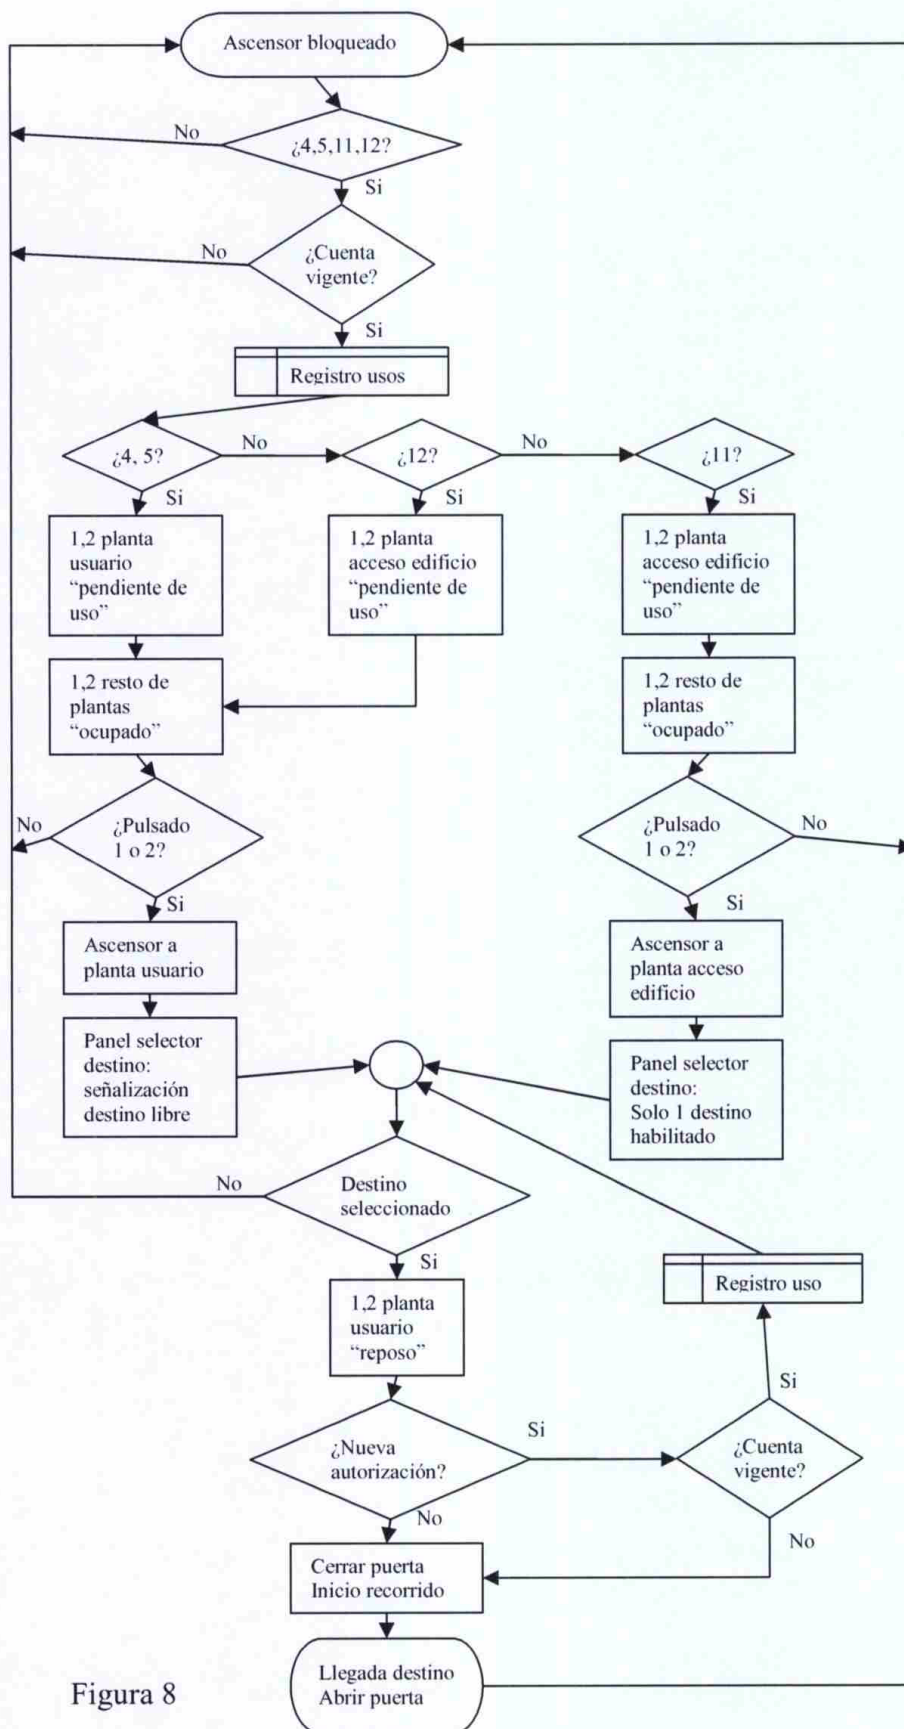 Ascensor bloqueado
No
¿4,5,11,12?
Si
No
¿Cuenta
vigente?
Si
Registro usos
¿4, 5?
No
¿12?
No
¿11?
Si
Si
Si
1,2 planta
usuario
“pendiente de
uso”
1,2 planta
acceso edificio
“pendiente de
uso”
1,2 planta
acceso edificio
“pendiente de
uso”
1,2 resto de
plantas
“ocupado”
1,2 resto de
plantas
“ocupado”
No
¿Pulsado
1 o 2?
Si
¿Pulsado
1 o 2?
No
Si
Ascensor a
planta usuario
Ascensor a
planta acceso
edificio
Panel selector
destino:
señalización
destino libre
Panel selector
destino:
Solo 1 destino
habilitado
No
Destino
seleccionado
Si
Registro uso
1,2 planta
usuario
“reposo”
Si
¿Nueva
autorización?
Si
¿Cuenta
vigente?
No
No
Cerrar puerta
Inicio recorrido
Llegada destino
Abrir puerta
Figura 8